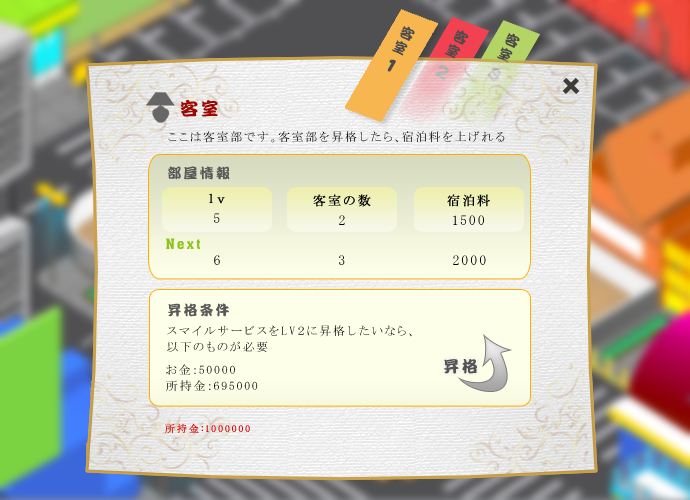 客室 1
客室 2
客室 3
客室
ここは客室部です。客室部を昇格したら、宿泊料を上げれる
部屋情報
lv 客室の数 宿泊料
5 2 1500
Next
6 3 2000
昇格条件
スマイルサービスをLV2に昇格したいなら、
以下のものが必要
お金:50000
所持金:695000
昇格
所持金:1000000